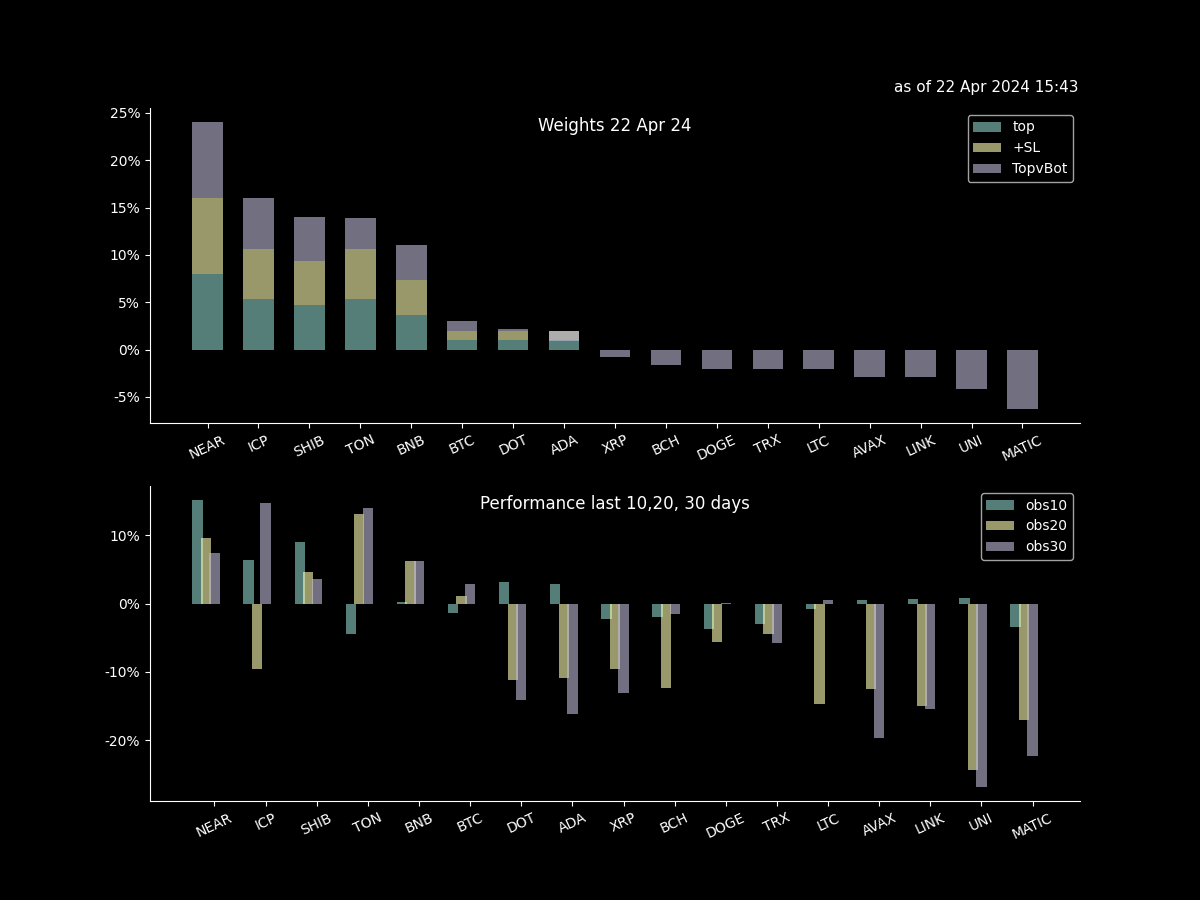 as of 22 Apr 2024 15:43
Weights 22 Apr 24
top
+SL
TopvBot
25%
20%
15%
10%
5%
0%
-5%
NEAR ICP SHIB TON BNB BTC DOT ADA XRP BCH DOGE TRX LTC AVAX LINK UNI MATIC
Performance last 10,20, 30 days
obs10
obs20
obs30
10%
0%
-10%
-20%
NEAR ICP SHIB TON BNB BTC DOT ADA XRP BCH DOGE TRX LTC AVAX LINK UNI MATIC